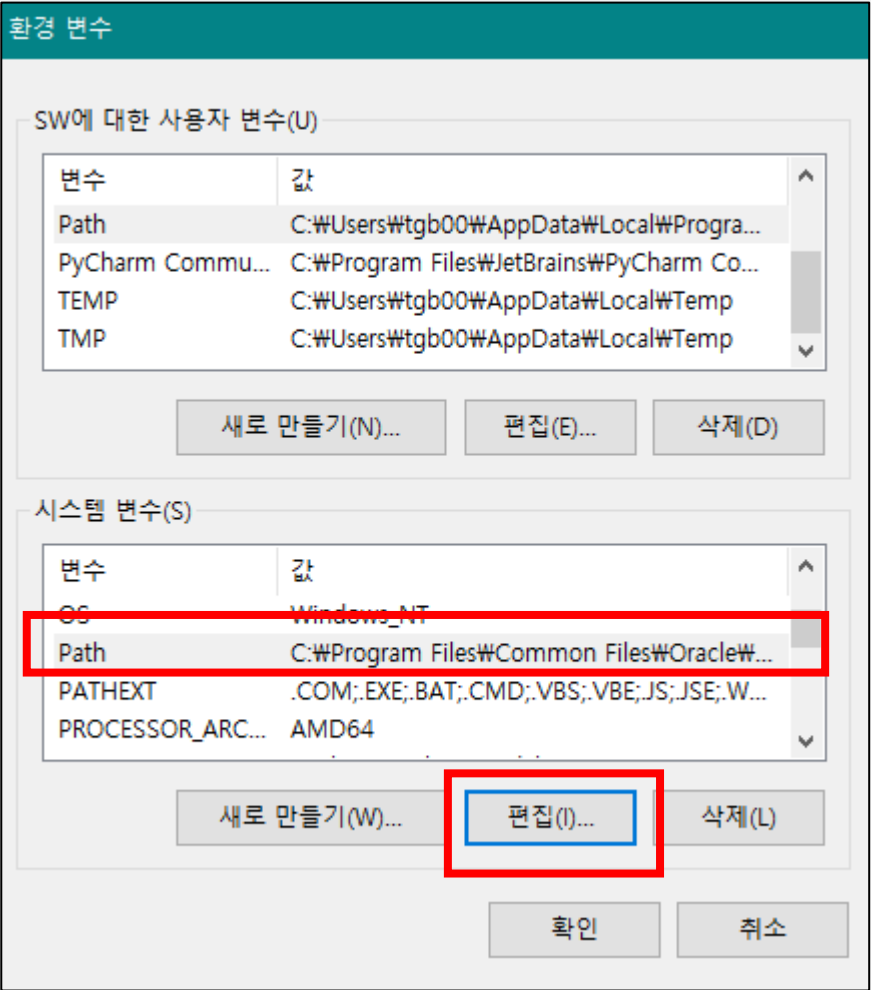 환경 변수
SW에 대한 사용자 변수(U)
변수 값
Path C:₩Users₩tgb00₩AppData₩Local₩Progra...
PyCharm Commu... C:₩Program Files₩JetBrains₩PyCharm Co...
TEMP C:₩Users₩tgb00₩AppData₩Local₩Temp
TMP C:₩Users₩tgb00₩AppData₩Local₩Temp
새로 만들기(N)... 편집(E)... 삭제(D)
시스템 변수(S)
변수 값
OS Windows_NT
Path C:₩Program Files₩Common Files₩Oracle₩...
PATHEXT .COM;.EXE;.BAT;.CMD;.VBS;.VBE;.JS;.JSE;.W...
PROCESSOR_ARC... AMD64
새로 만들기(W)... 편집(I)... 삭제(L)
확인 취소